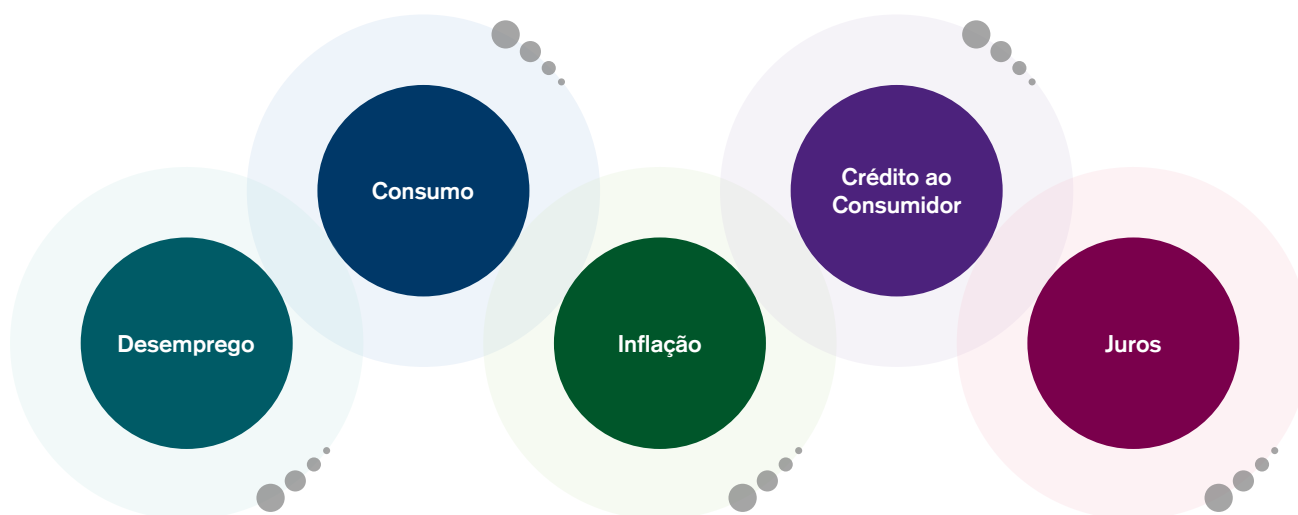 Desemprego
Consumo
Inflação
Crédito ao
Consumidor
Juros